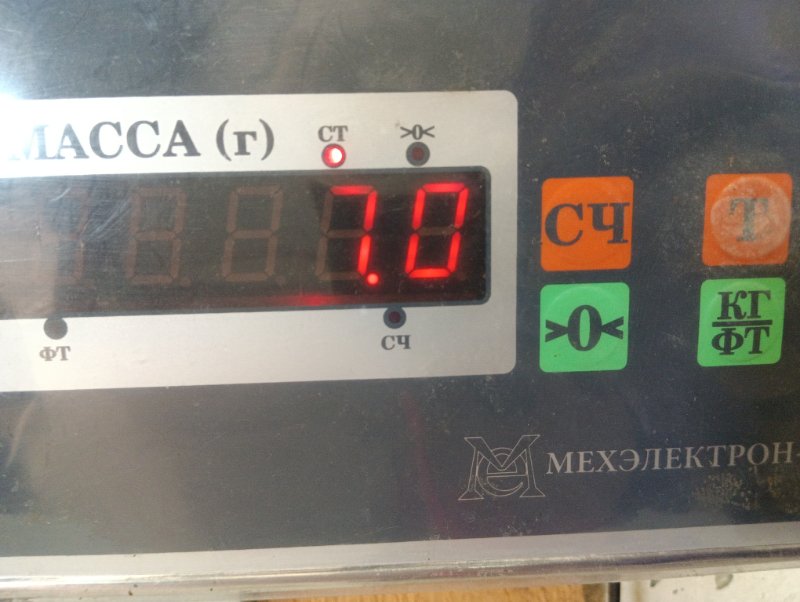 МАССА (г)
СТ >0<
7.0
ФТ СЧ
СЧ Т
>0< КГ/ФТ
МЕХЭЛЕКТРОН-